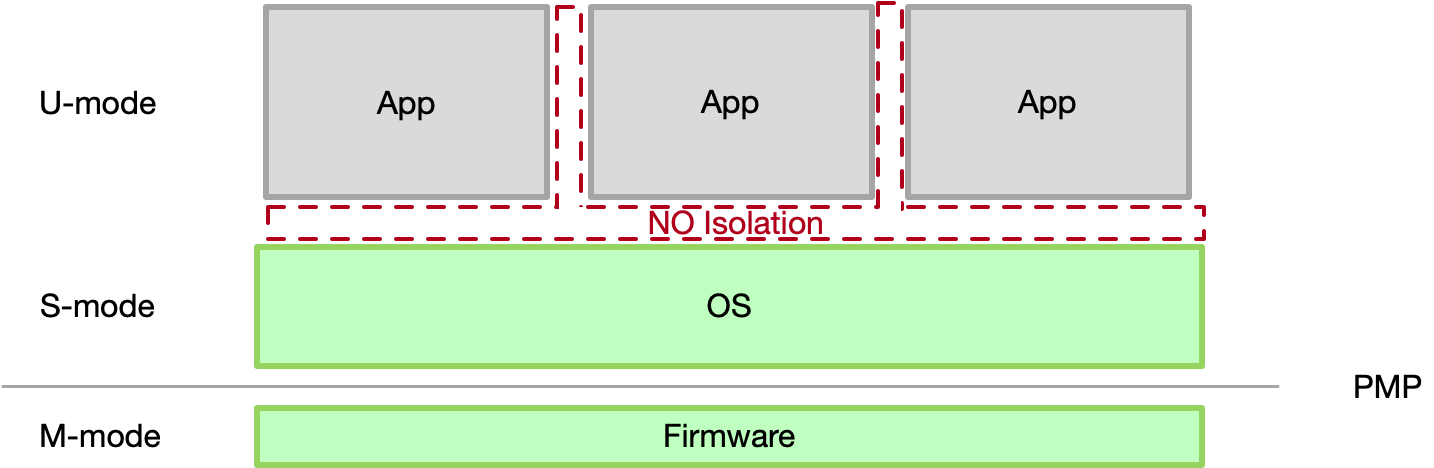 U-mode
App
App
App
NO Isolation
S-mode
OS
PMP
M-mode
Firmware